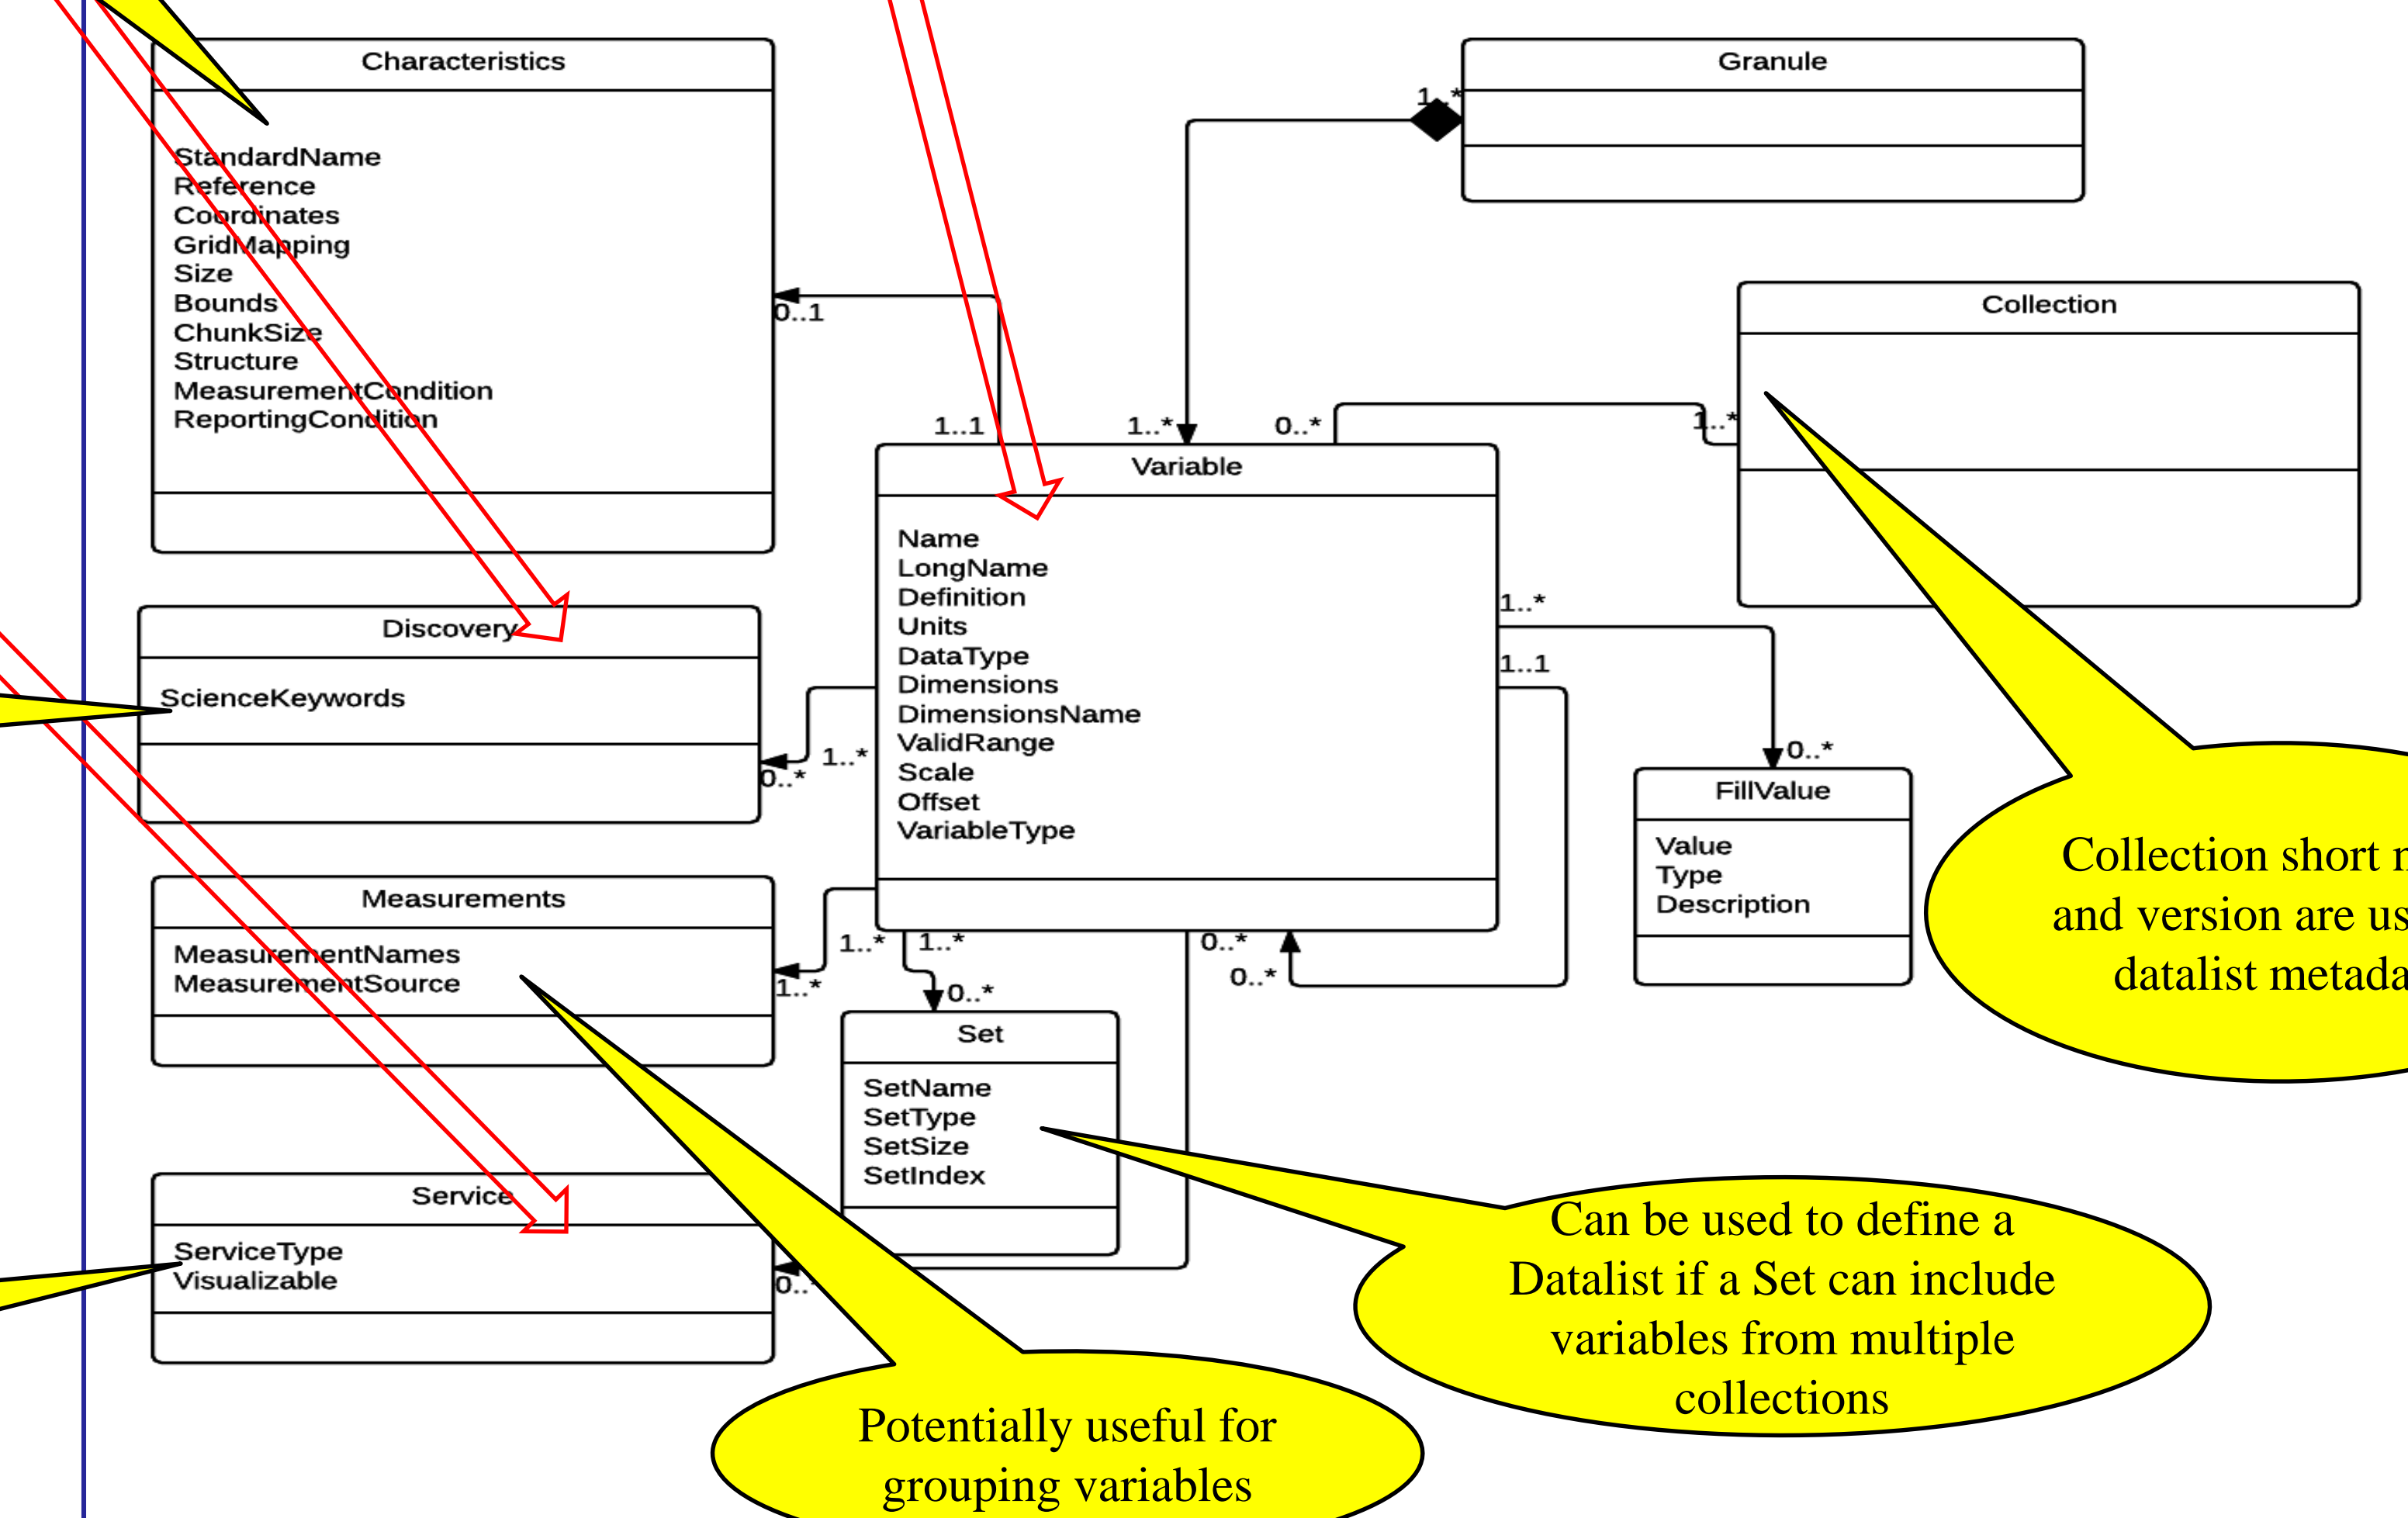 Characteristics
StandardName
Reference
Coordinates
GridMapping
Size
Bounds
ChunkSize
Structure
MeasurementCondition
ReportingCondition
0..1
1..1
Granule
1..*
1..*
0..*
Collection
1..*
Variable
Name
LongName
Definition
Units
DataType
Dimensions
DimensionsName
ValidRange
Scale
Offset
VariableType
1..*
1..1
0..*
FillValue
Value
Type
Description
Discovery
ScienceKeywords
1..*
0..*
Measurements
MeasurementNames
MeasurementSource
1..*
1..*
1..*
0..*
0..*
0..*
Set
SetName
SetType
SetSize
SetIndex
Service
ServiceType
Visualizable
0..
Collection short
and version are
datalist
Can be used to define a
Datalist if a Set can include
variables from multiple
collections
Potentially useful for
grouping variables